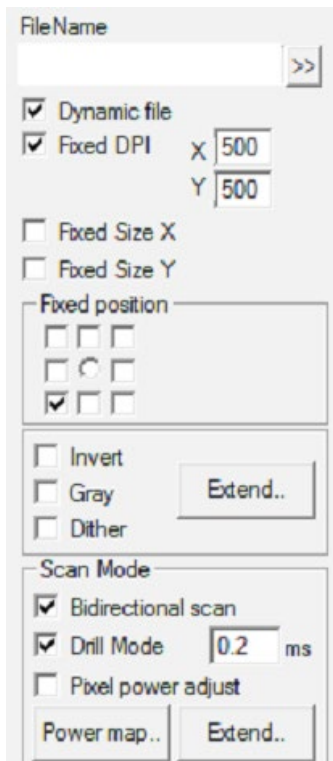 FileName
>>
Dynamic file
Fixed DPI X 500
Y 500
Fixed Size X
Fixed Size Y
Fixed position
Invert
Gray
Extend..
Dither
Scan Mode
Bidirectional scan
Drill Mode 0.2 ms
Pixel power adjust
Power map.. Extend..